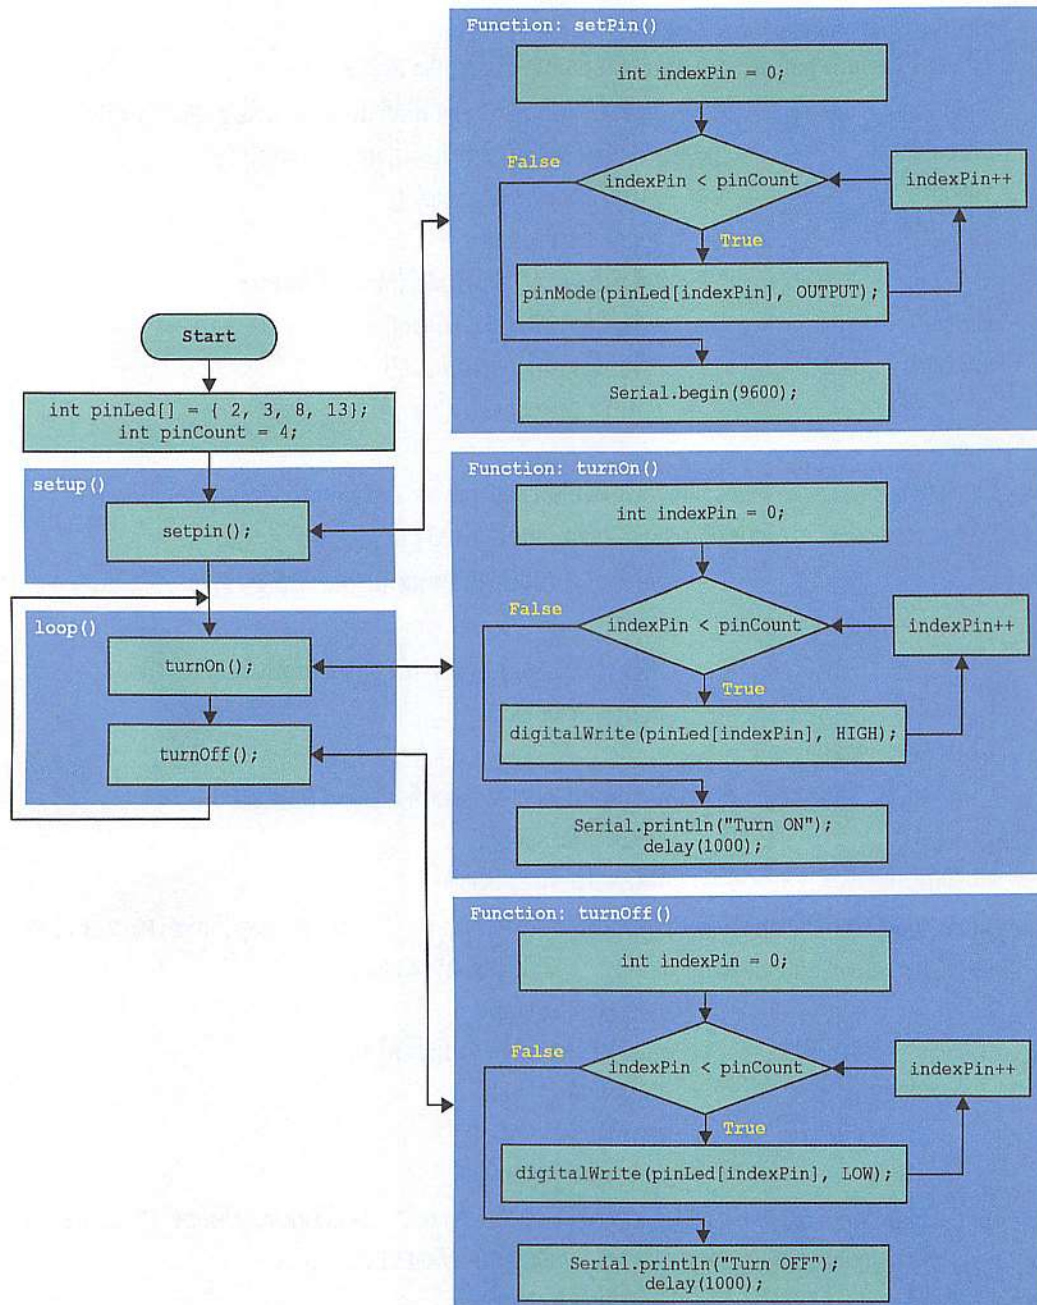 Function: setPin()
int indexPin = 0;
False
indexPin < pinCount
indexPin++
True
pinMode(pinLed[indexPin], OUTPUT);
Serial.begin(9600);
Start
int pinLed[] = { 2, 3, 8, 13};
int pinCount = 4;
setup()
setpin();
loop()
turnOn();
turnOff();
Function: turnOn()
int indexPin = 0;
False
indexPin < pinCount
indexPin++
True
digitalWrite(pinLed[indexPin], HIGH);
Serial.println("Turn ON");
delay(1000);
Function: turnOff()
int indexPin = 0;
False
indexPin < pinCount
indexPin++
True
digitalWrite(pinLed[indexPin], LOW);
Serial.println("Turn OFF");
delay(1000);